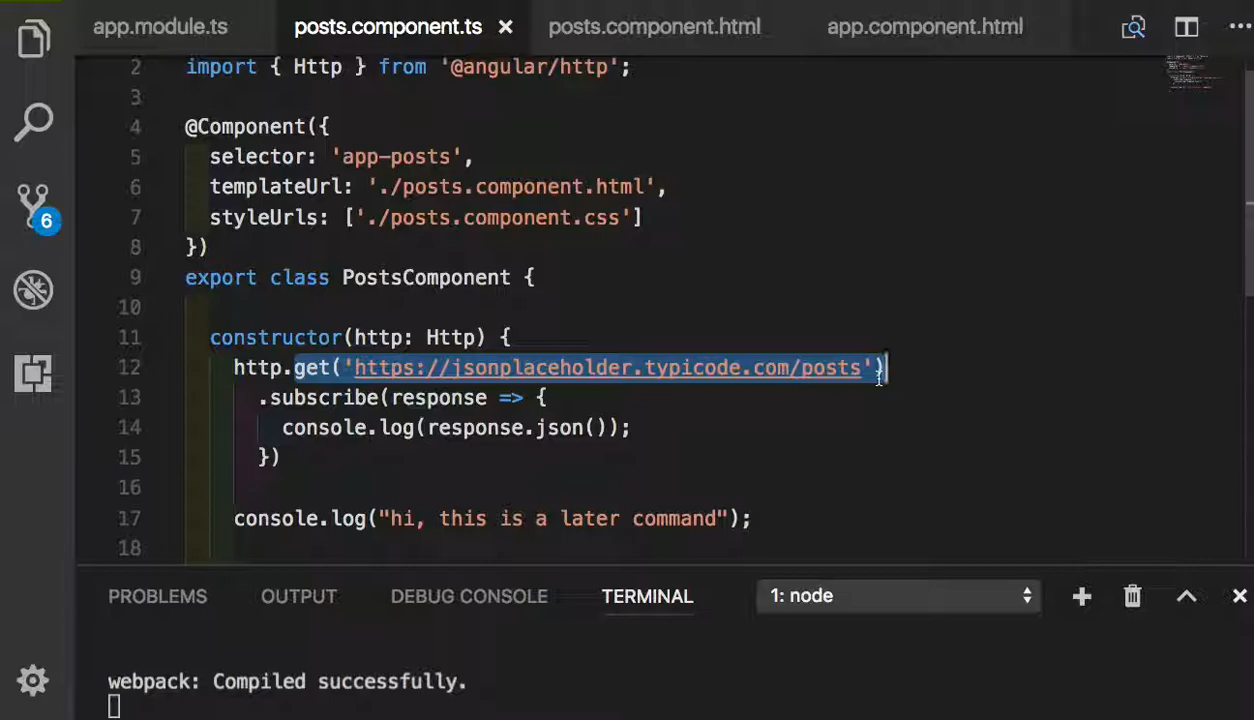 app.module.ts posts.component.ts posts.component.html app.component.html
2 import { Http } from '@angular/http';
3
4 @Component({
5 selector: 'app-posts',
6 templateUrl: './posts.component.html',
7 styleUrls: ['./posts.component.css']
8 })
9 export class PostsComponent {
10
11 constructor(http: Http) {
12 http.get('https://jsonplaceholder.typicode.com/posts')
13 .subscribe(response => {
14 console.log(response.json());
15 })
16
17 console.log("hi, this is a later command");
18
6
PROBLEMS OUTPUT DEBUG CONSOLE TERMINAL 1: node
webpack: Compiled successfully.